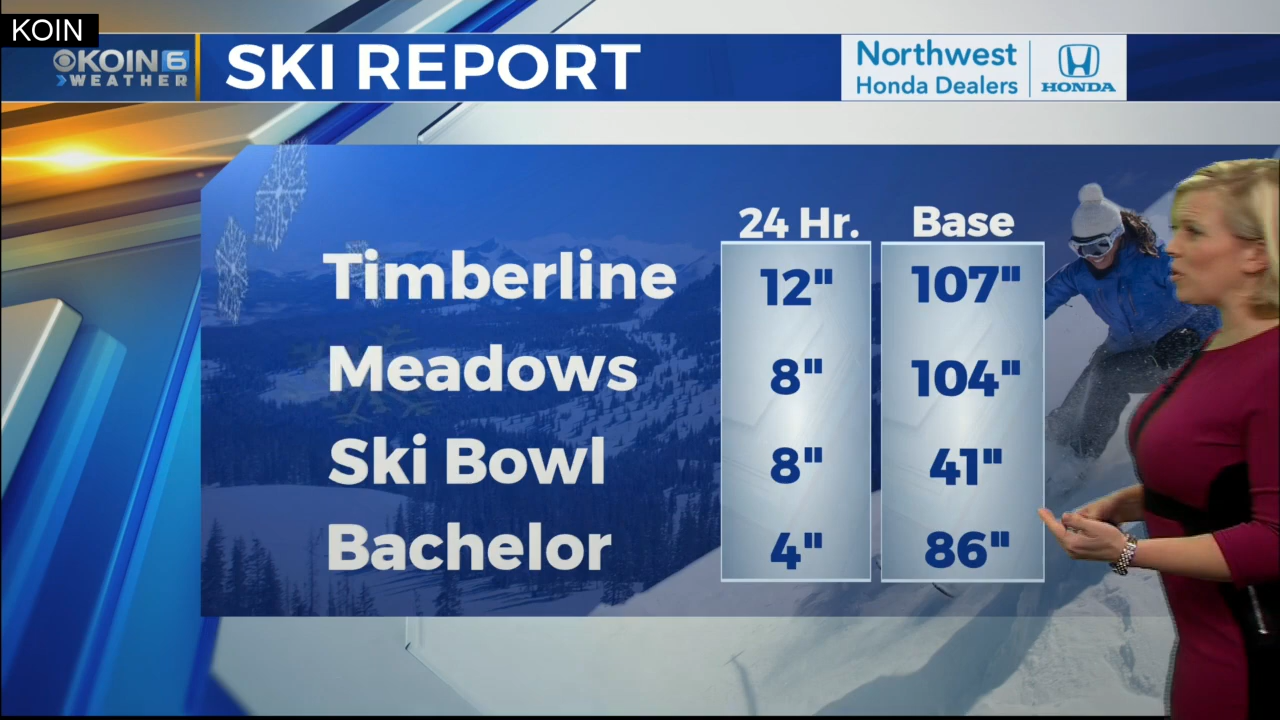 KOIN
KOIN 6
WEATHER
SKI REPORT
Northwest
Honda Dealers
HONDA
24 Hr. Base
Timberline 12" 107"
Meadows 8" 104"
Ski Bowl 8" 41"
Bachelor 4" 86"